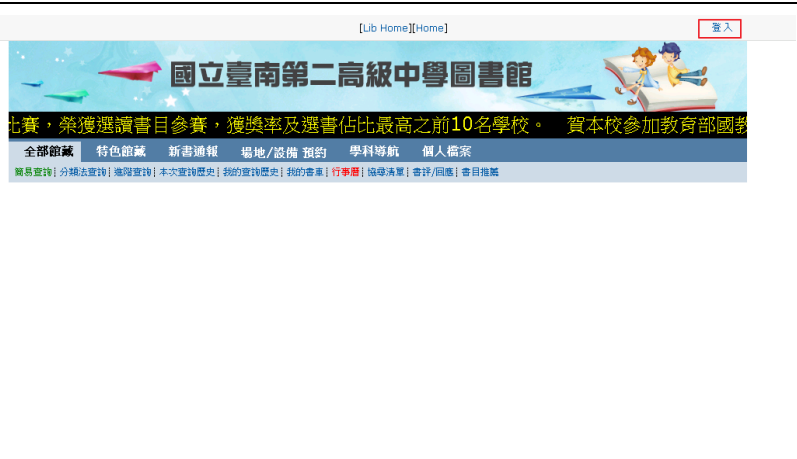 [Lib Home][Home]
登入
國立臺南第二高級中學圖書館
比賽，榮獲選讀書目參賽，獲獎率及選書佔比最高之前10名學校。 賀本校參加教育部國教
全部館藏 特色館藏 新書通報 場地/設備 預約 學科導航 個人檔案
簡易查詢┆分類法查詢┆進階查詢┆本次查詢歷史┆我的查詢歷史┆我的書車┆行事曆┆協尋清單┆書評/回應┆書目推薦